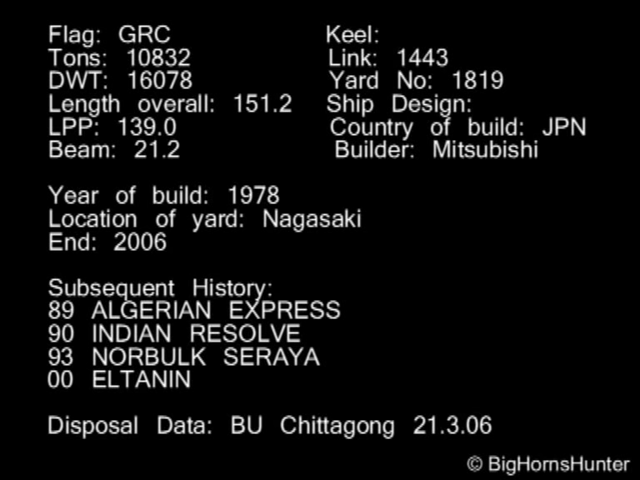 Flag: GRC Keel:
Tons: 10832 Link: 1443
DWT: 16078 Yard No: 1819
Length overall: 151.2 Ship Design:
LPP: 139.0 Country of build: JPN
Beam: 21.2 Builder: Mitsubishi
Year of build: 1978
Location of yard: Nagasaki
End: 2006
Subsequent History:
89 ALGERIAN EXPRESS
90 INDIAN RESOLVE
93 NORBULK SERAYA
00 ELTANIN
Disposal Data: BU Chittagong 21.3.06
© BigHornsHunter